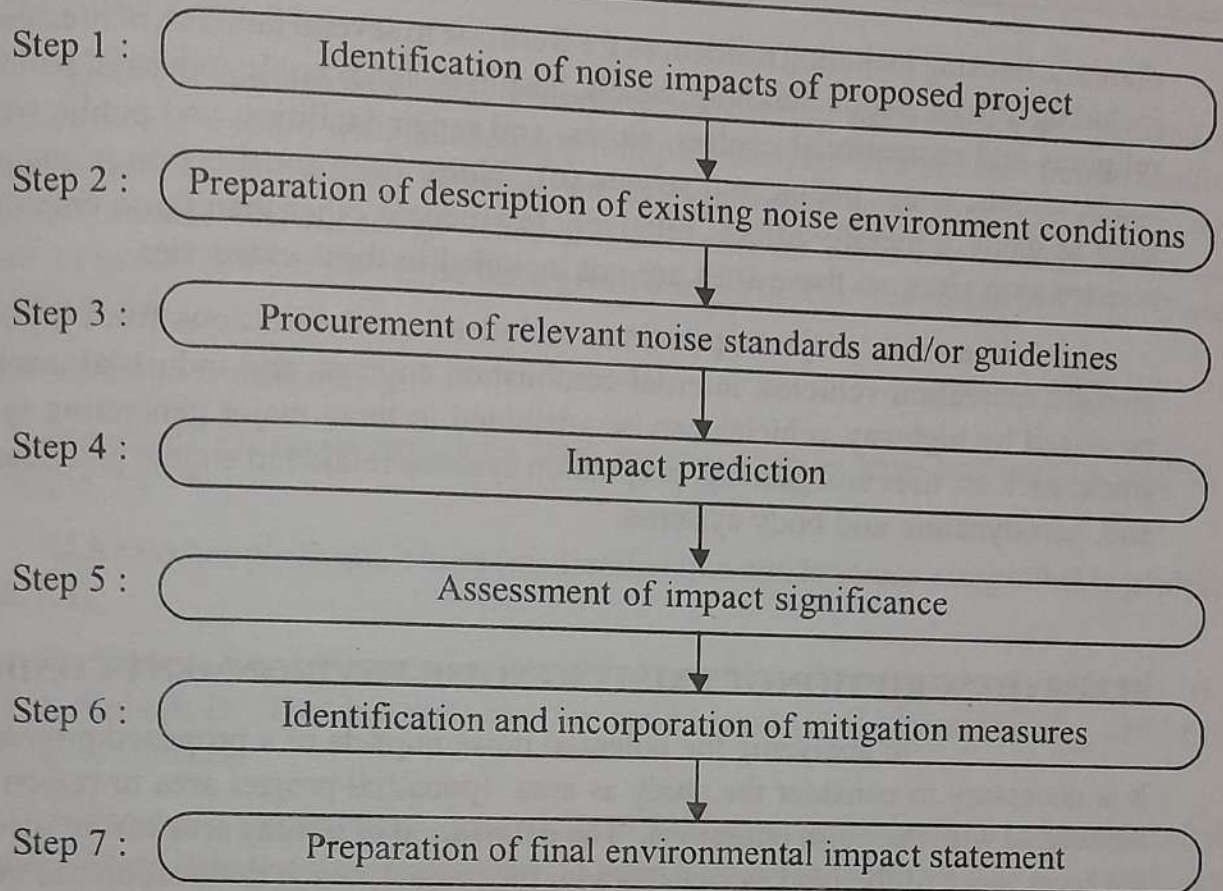 Step 1 : Identification of noise impacts of proposed project
Step 2 : Preparation of description of existing noise environment conditions
Step 3 : Procurement of relevant noise standards and/or guidelines
Step 4 : Impact prediction
Step 5 : Assessment of impact significance
Step 6 : Identification and incorporation of mitigation measures
Step 7 : Preparation of final environmental impact statement